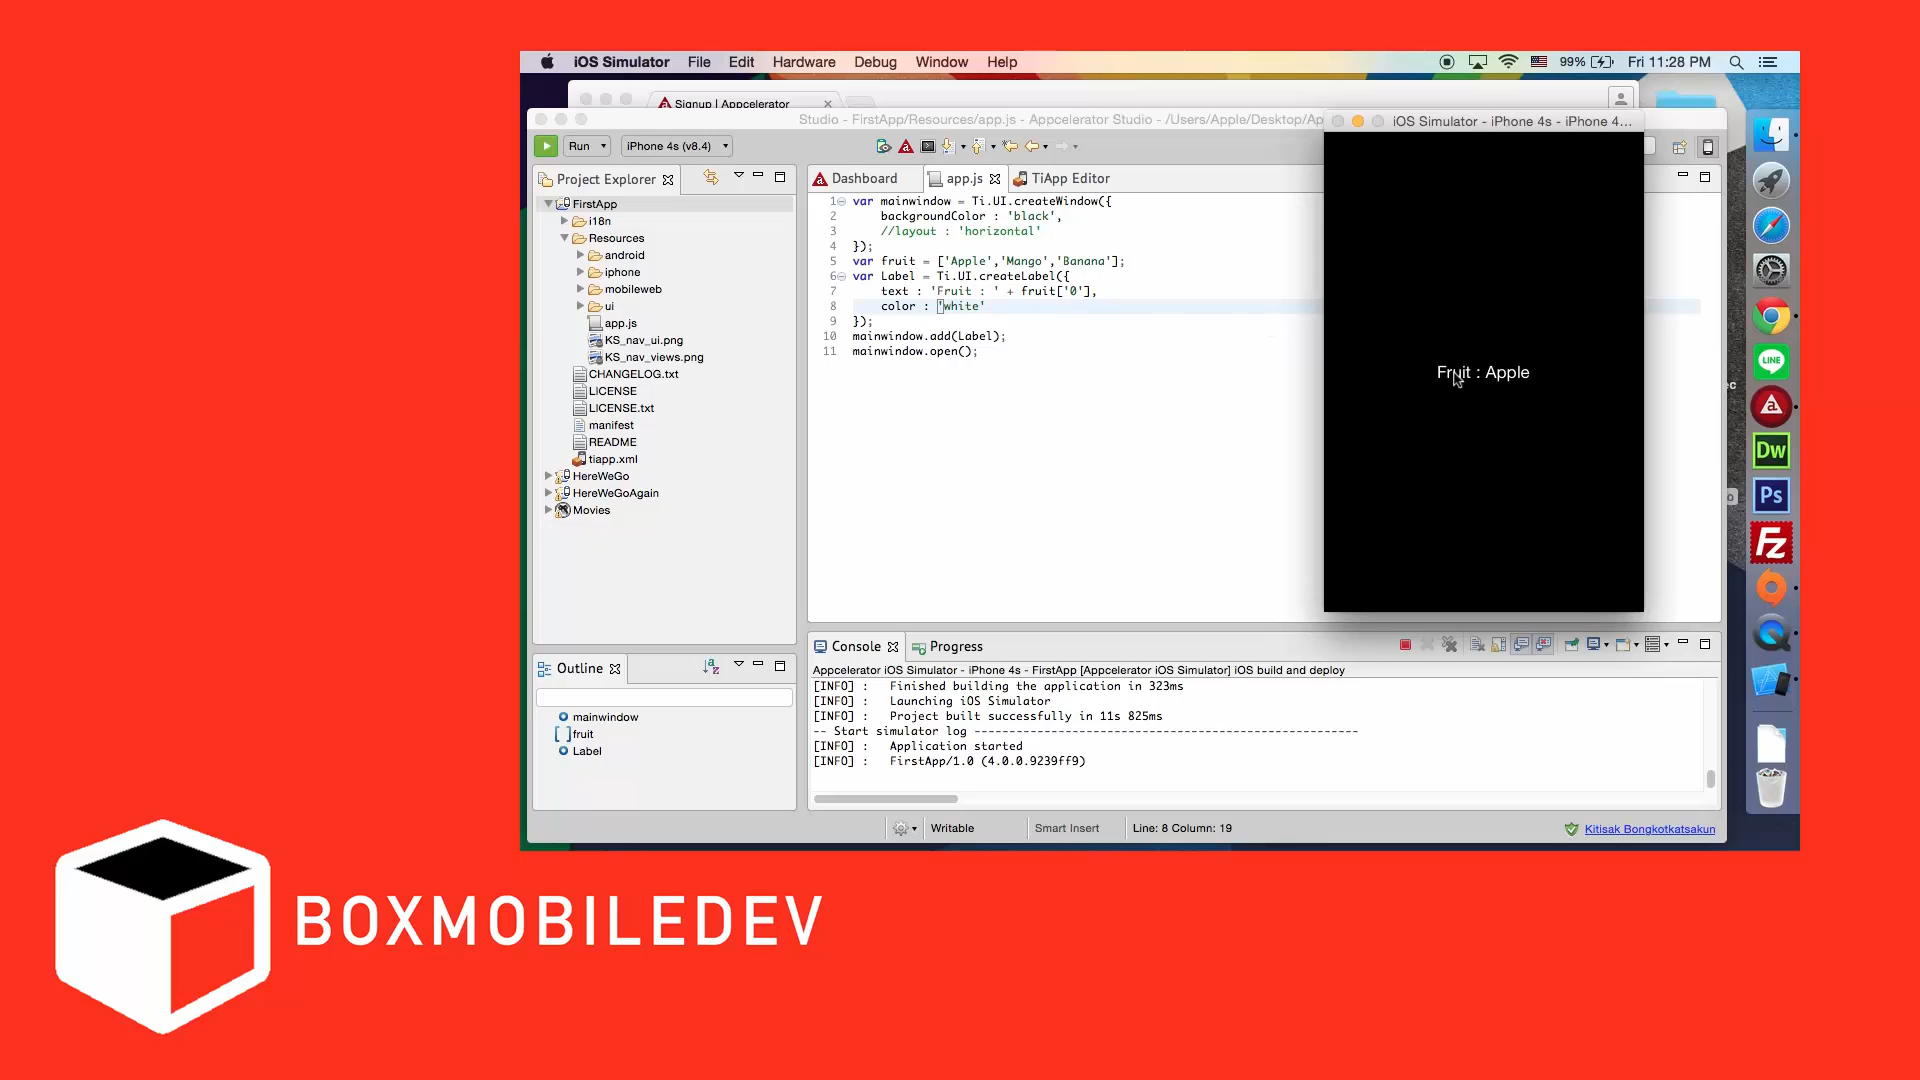 iOS Simulator File Edit Hardware Debug Window Help 99% Fri 11:28 PM
Signup | Appcelerator
Studio - FirstApp/Resources/app.js - Appcelerator Studio - /Users/Apple/Desktop/Ap
iOS Simulator - iPhone 4s - iPhone 4...
Run iPhone 4s (v8.4)
Project Explorer
Dashboard app.js TiApp Editor
FirstApp
i18n
Resources
android
iphone
mobileweb
ui
app.js
KS_nav_ui.png
KS_nav_views.png
CHANGELOG.txt
LICENSE
LICENSE.txt
manifest
README
tiapp.xml
HereWeGo
HereWeGoAgain
Movies
1 var mainwindow = Ti.UI.createWindow({
2 backgroundColor : 'black',
3 //layout : 'horizontal'
4 });
5 var fruit = ['Apple','Mango','Banana'];
6 var Label = Ti.UI.createLabel({
7 text : 'Fruit : ' + fruit['0'],
8 color : 'white'
9 });
10 mainwindow.add(Label);
11 mainwindow.open();
Fruit : Apple
LINE
Dw
Ps
Fz
Outline
mainwindow
fruit
Label
Console Progress
Appcelerator iOS Simulator - iPhone 4s - FirstApp [Appcelerator iOS Simulator] iOS build and deploy
[INFO] : Finished building the application in 323ms
[INFO] : Launching iOS Simulator
[INFO] : Project built successfully in 11s 825ms
-- Start simulator log -------------------------------------------------------
[INFO] : Application started
[INFO] : FirstApp/1.0 (4.0.0.9239ff9)
Writable Smart Insert Line: 8 Column: 19 Kitisak Bongkotkatsakun
BOXMOBILEDEV